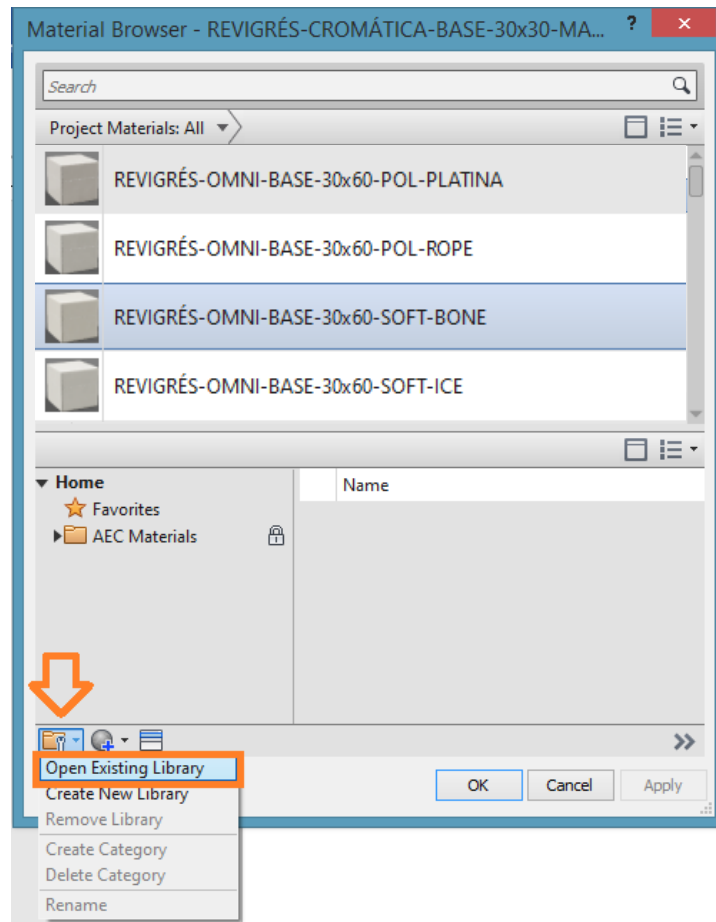 Material Browser - REVIGRÉS-CROMÁTICA-BASE-30x30-MA... ?
Search
Project Materials: All
REVIGRÉS-OMNI-BASE-30x60-POL-PLATINA
REVIGRÉS-OMNI-BASE-30x60-POL-ROPE
REVIGRÉS-OMNI-BASE-30x60-SOFT-BONE
REVIGRÉS-OMNI-BASE-30x60-SOFT-ICE
Home
Name
Favorites
AEC Materials
Open Existing Library
OK Cancel Apply
Create New Library
Remove Library
Create Category
Delete Category
Rename